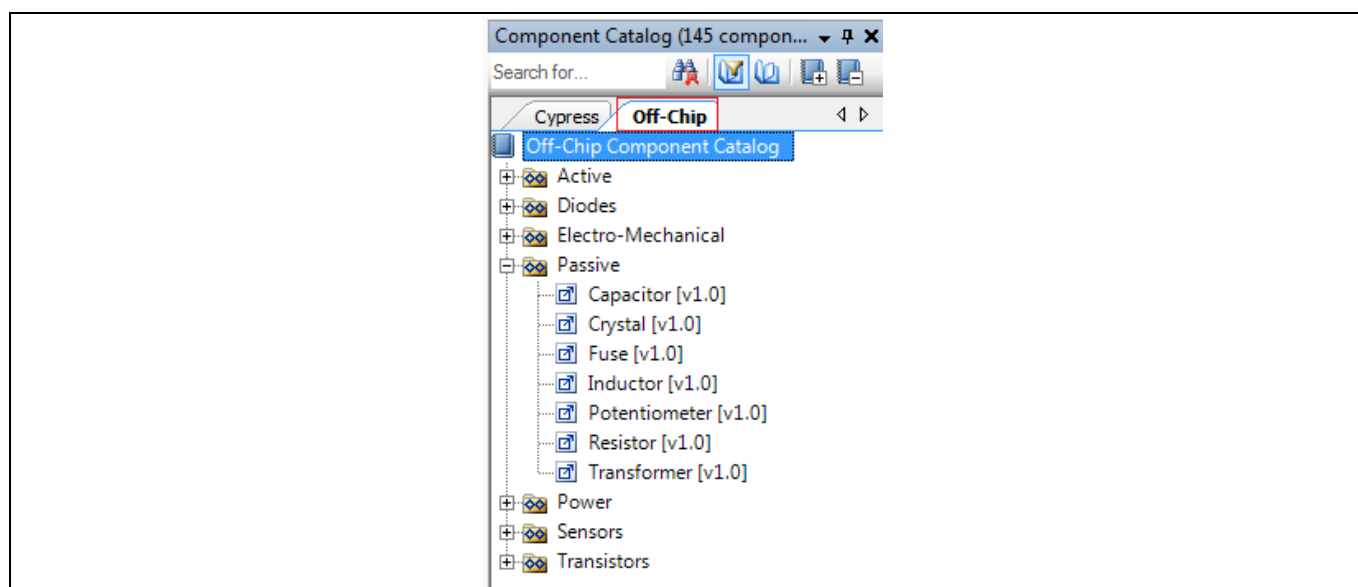 Component Catalog (145 compon...
Search for...
Cypress Off-Chip
Off-Chip Component Catalog
Active
Diodes
Electro-Mechanical
Passive
Capacitor [v1.0]
Crystal [v1.0]
Fuse [v1.0]
Inductor [v1.0]
Potentiometer [v1.0]
Resistor [v1.0]
Transformer [v1.0]
Power
Sensors
Transistors